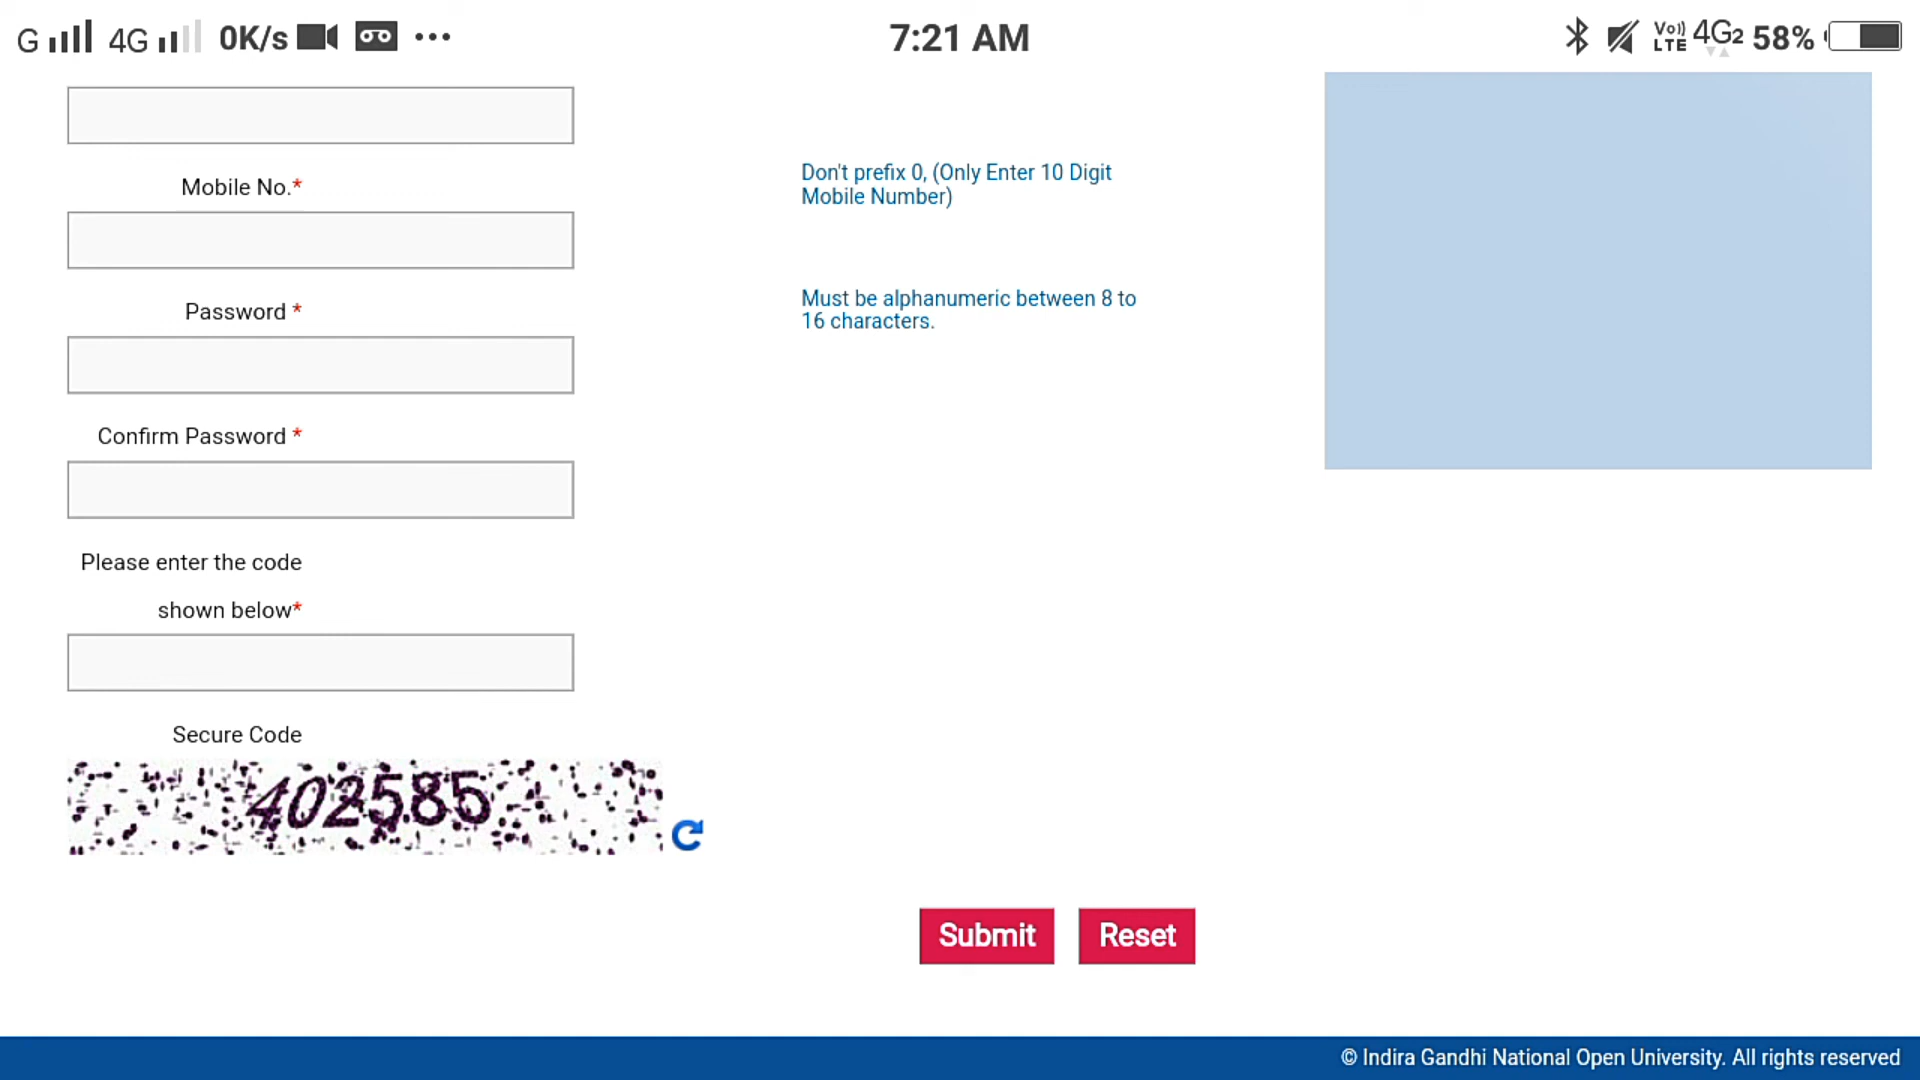 G 4G 0K/s 7:21 AM VoLTE 4G2 58%
Mobile No.*
Don't prefix 0, (Only Enter 10 Digit
Mobile Number)
Password *
Must be alphanumeric between 8 to
16 characters.
Confirm Password *
Please enter the code
shown below*
Secure Code
402585
Submit Reset
© Indira Gandhi National Open University. All rights reserved